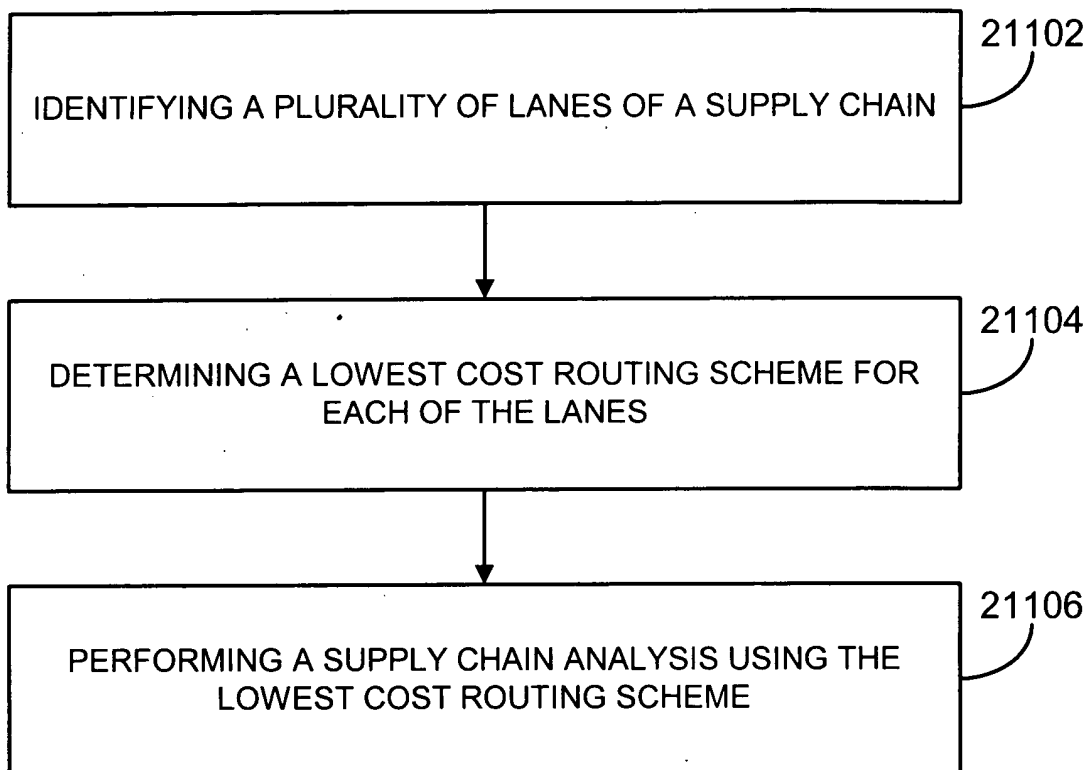 21102
IDENTIFYING A PLURALITY OF LANES OF A SUPPLY CHAIN
21104
DETERMINING A LOWEST COST ROUTING SCHEME FOR
EACH OF THE LANES
21106
PERFORMING A SUPPLY CHAIN ANALYSIS USING THE
LOWEST COST ROUTING SCHEME